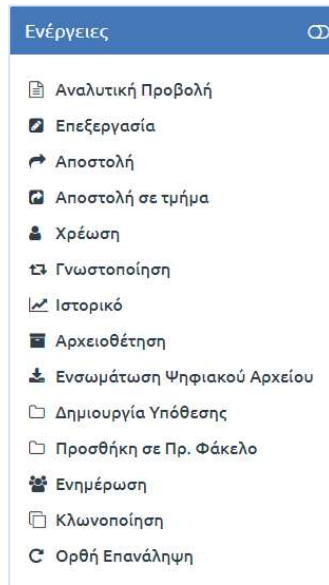 Ενέργειες
Αναλυτική Προβολή
Επεξεργασία
Αποστολή
Αποστολή σε τμήμα
Χρέωση
Γνωστοποίηση
Ιστορικό
Αρχειοθέτηση
Ενσωμάτωση Ψηφιακού Αρχείου
Δημιουργία Υπόθεσης
Προσθήκη σε Πρ. Φάκελο
Ενημέρωση
Κλωνοποίηση
Ορθή Επανάληψη